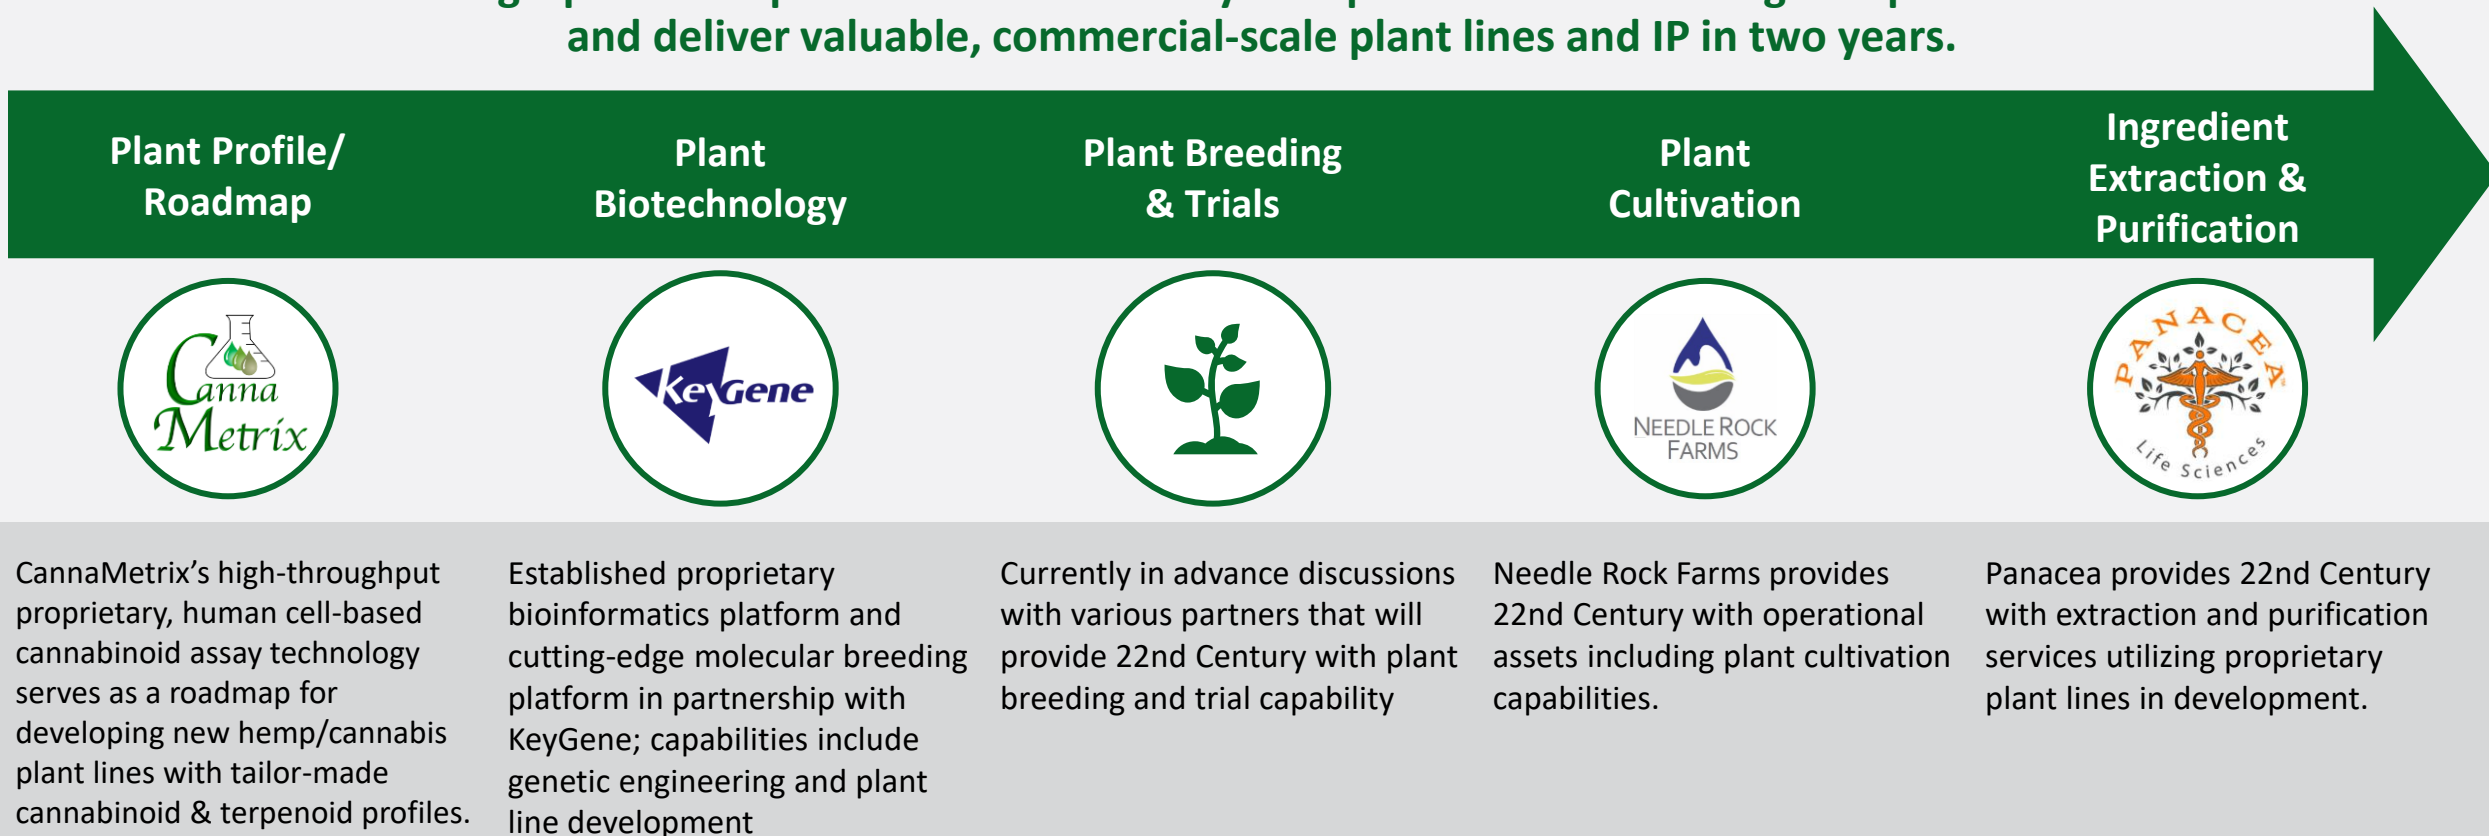 and deliver valuable, commercial-scale plant lines and IP in two years.
Plant Profile/
Roadmap
Plant
Biotechnology
Plant Breeding
& Trials
Plant
Cultivation
Ingredient
Extraction &
Purification
Canna
Metrix
KeyGene
NEEDLE ROCK
FARMS
PANACEA™
Life Sciences
CannaMetrix’s high-throughput
proprietary, human cell-based
cannabinoid assay technology
serves as a roadmap for
developing new hemp/cannabis
plant lines with tailor-made
cannabinoid & terpenoid profiles.
Established proprietary
bioinformatics platform and
cutting-edge molecular breeding
platform in partnership with
KeyGene; capabilities include
genetic engineering and plant
line development
Currently in advance discussions
with various partners that will
provide 22nd Century with plant
breeding and trial capability
Needle Rock Farms provides
22nd Century with operational
assets including plant cultivation
capabilities.
Panacea provides 22nd Century
with extraction and purification
services utilizing proprietary
plant lines in development.